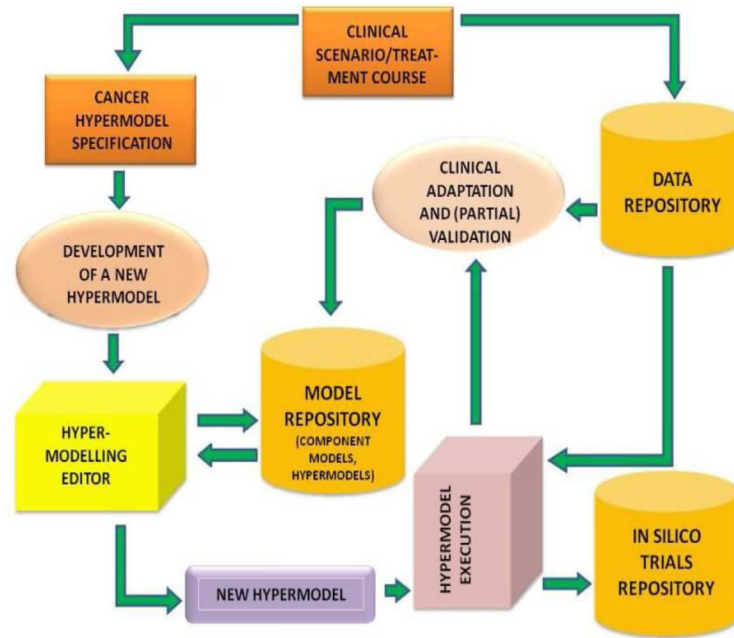 CLINICAL
SCENARIO/TREAT-
MENT COURSE
CANCER
HYPERMODEL
SPECIFICATION
CLINICAL
ADAPTATION
AND (PARTIAL)
VALIDATION
DATA
REPOSITORY
DEVELOPMENT
OF A NEW
HYPERMODEL
HYPER-
MODELLING
EDITOR
MODEL
REPOSITORY
(COMPONENT
MODELS,
HYPERMODELS)
HYPERMODEL
EXECUTION
IN SILICO
TRIALS
REPOSITORY
NEW HYPERMODEL